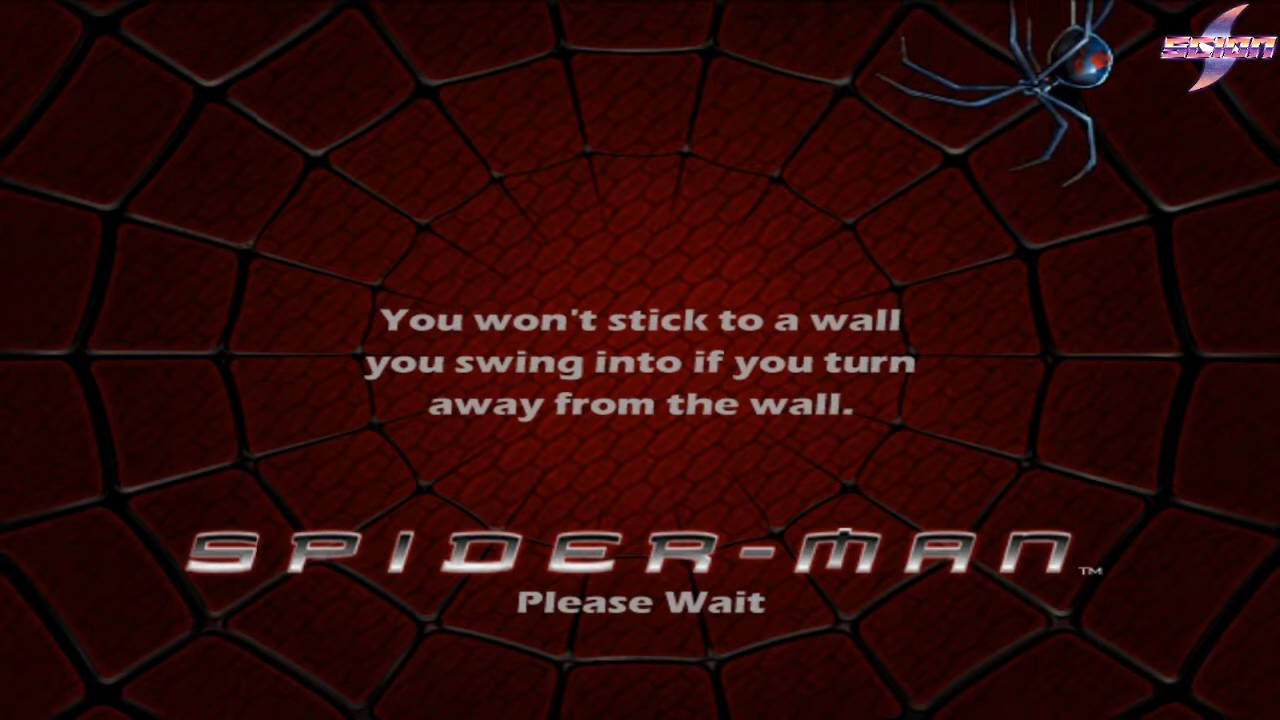 SCION
You won't stick to a wall
you swing into if you turn
away from the wall.
SPIDER-MAN™
Please Wait